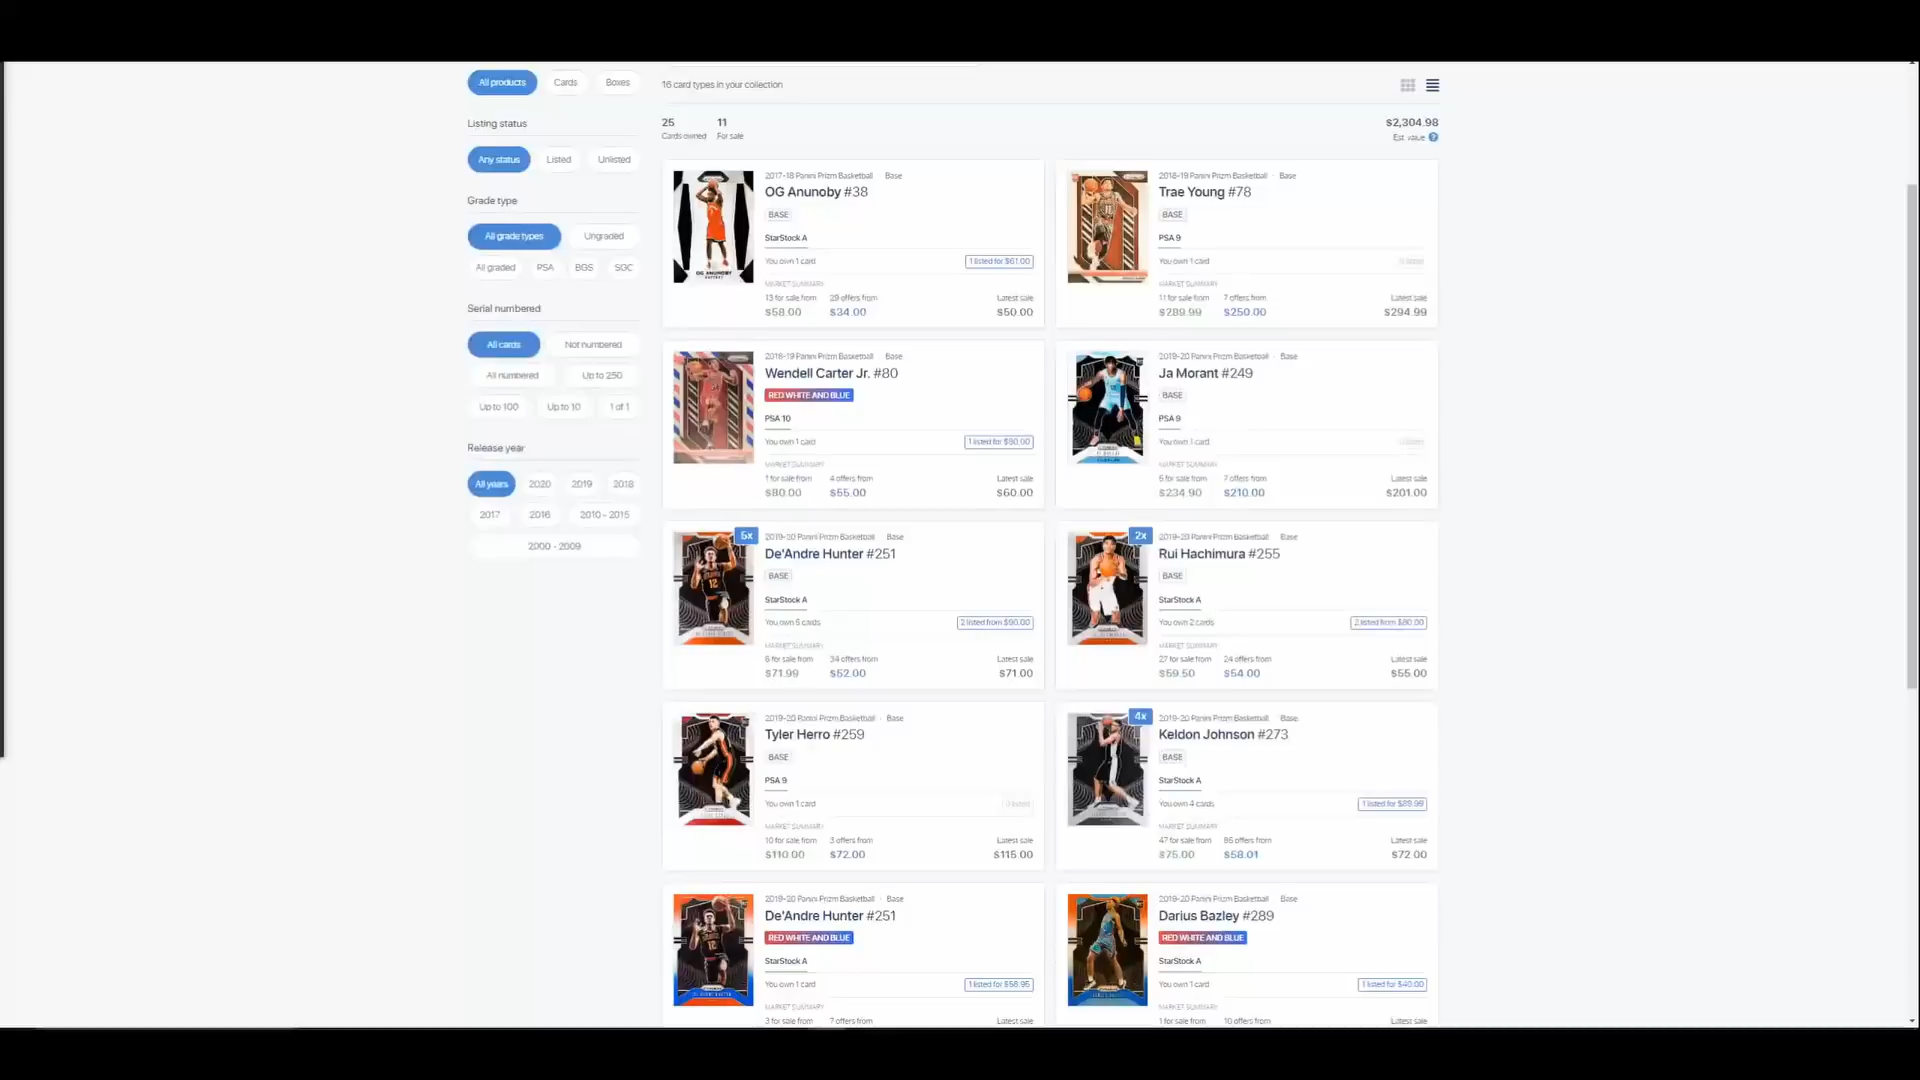 All products Cards Boxes
16 card types in your collection
Listing status
25 11 $2,304.98
Cards owned For sale Est. value ?
Any status Listed Unlisted
Grade type
All grade types Ungraded
All graded PSA BGS SGC
Serial numbered
All cards Not numbered
All numbered Up to 250
Up to 100 Up to 10 1 of 1
Release year
All years 2020 2019 2018
2017 2016 2010 - 2015
2000 - 2009
2017-18 Panini Prizm Basketball Base
OG Anunoby #38
BASE
StarStock A
You own 1 card 1 listed for $61.00
MARKET SUMMARY
13 for sale from 29 offers from Latest sale
$58.00 $34.00 $50.00
OG ANUNOBY
2018-19 Panini Prizm Basketball · Base
Trae Young #78
BASE
PSA 9
You own 1 card
MARKET SUMMARY
11 for sale from 7 offers from Latest sale
$289.99 $250.00 $294.99
2018-19 Panini Prizm Basketball Base
Wendell Carter Jr. #80
RED WHITE AND BLUE
PSA 10
You own 1 card 1 listed for $90.00
MARKET SUMMARY
1 for sale from 4 offers from Latest sale
$80.00 $55.00 $60.00
2019-20 Panini Prizm Basketball · Base
Ja Morant #249
BASE
PSA 9
You own 1 card
MARKET SUMMARY
6 for sale from 7 offers from Latest sale
$234.90 $210.00 $201.00
2019-20 Panini Prizm Basketball Base
De'Andre Hunter #251
BASE
StarStock A
2 listed from $90.00
MARKET SUMMARY
6 for sale from 34 offers from Latest sale
$71.99 $52.00 $71.00
2x
2019-20 Panini Prizm Basketball Base
Rui Hachimura #255
BASE
StarStock A
You own 2 cards 2 listed from $80.00
MARKET SUMMARY
27 for sale from 24 offers from Latest sale
$59.50 $54.00 $55.00
2019-20 Panini Prizm Basketball · Base
Tyler Herro #259
BASE
PSA 9
You own 1 card
MARKET SUMMARY
10 for sale from 3 offers from Latest sale
$110.00 $72.00 $115.00
4x
2019-20 Panini Prizm Basketball Base
Keldon Johnson #273
BASE
StarStock A
You own 4 cards 1 listed for $89.99
MARKET SUMMARY
47 for sale from 86 offers from Latest sale
$75.00 $58.01 $72.00
2019-20 Panini Prizm Basketball · Base
De'Andre Hunter #251
RED WHITE AND BLUE
StarStock A
You own 1 card 1 listed for $58.95
MARKET SUMMARY
3 for sale from 7 offers from Latest sale
2019-20 Panini Prizm Basketball Base
Darius Bazley #289
RED WHITE AND BLUE
StarStock A
You own 1 card 1 listed for $40.00
MARKET SUMMARY
1 for sale from 10 offers from Latest sale